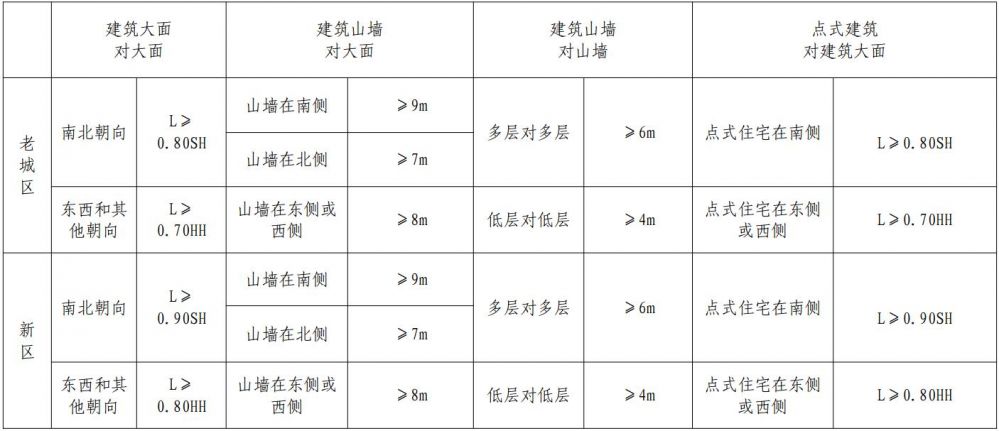 建筑大面
对大面
建筑山墙
对大面
建筑山墙
对山墙
点式建筑
对建筑大面
老城区
南北朝向
L≥
0.80SH
山墙在南侧
≥9m
山墙在北侧
≥7m
多层对多层
≥6m
点式住宅在南侧
L≥0.80SH
东西和其
他朝向
L≥
0.70HH
山墙在东侧或
西侧
≥8m
低层对低层
≥4m
点式住宅在东侧
或西侧
L≥0.70HH
新区
南北朝向
L≥
0.90SH
山墙在南侧
≥9m
山墙在北侧
≥7m
多层对多层
≥6m
点式住宅在南侧
L≥0.90SH
东西和其
他朝向
L≥
0.80HH
山墙在东侧或
西侧
≥8m
低层对低层
≥4m
点式住宅在东侧
或西侧
L≥0.80HH